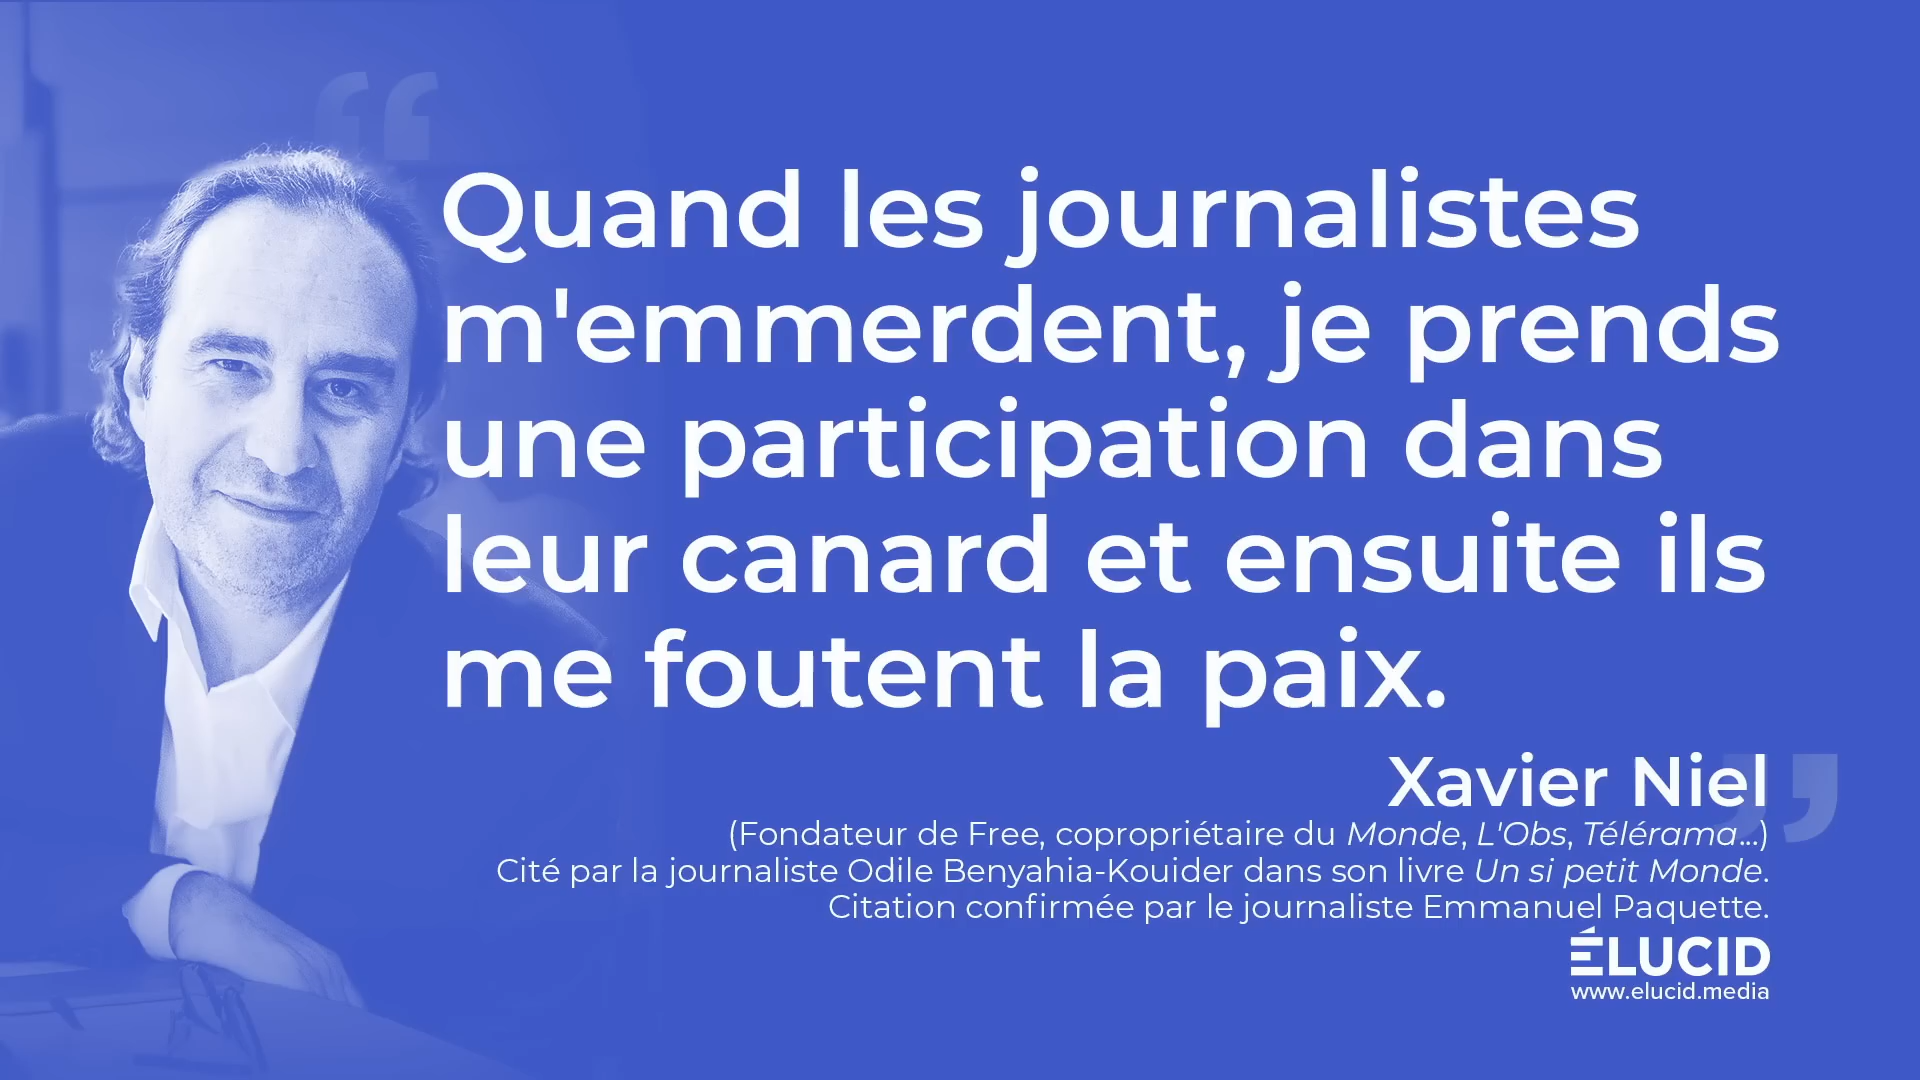 “
Quand les journalistes
m'emmerdent, je prends
une participation dans
leur canard et ensuite ils
me foutent la paix.
”
Xavier Niel
(Fondateur de Free, copropriétaire du Monde, L'Obs, Télérama...)
Cité par la journaliste Odile Benyahia-Kouider dans son livre Un si petit Monde.
Citation confirmée par le journaliste Emmanuel Paquette.
ÉLUCID
www.elucid.media